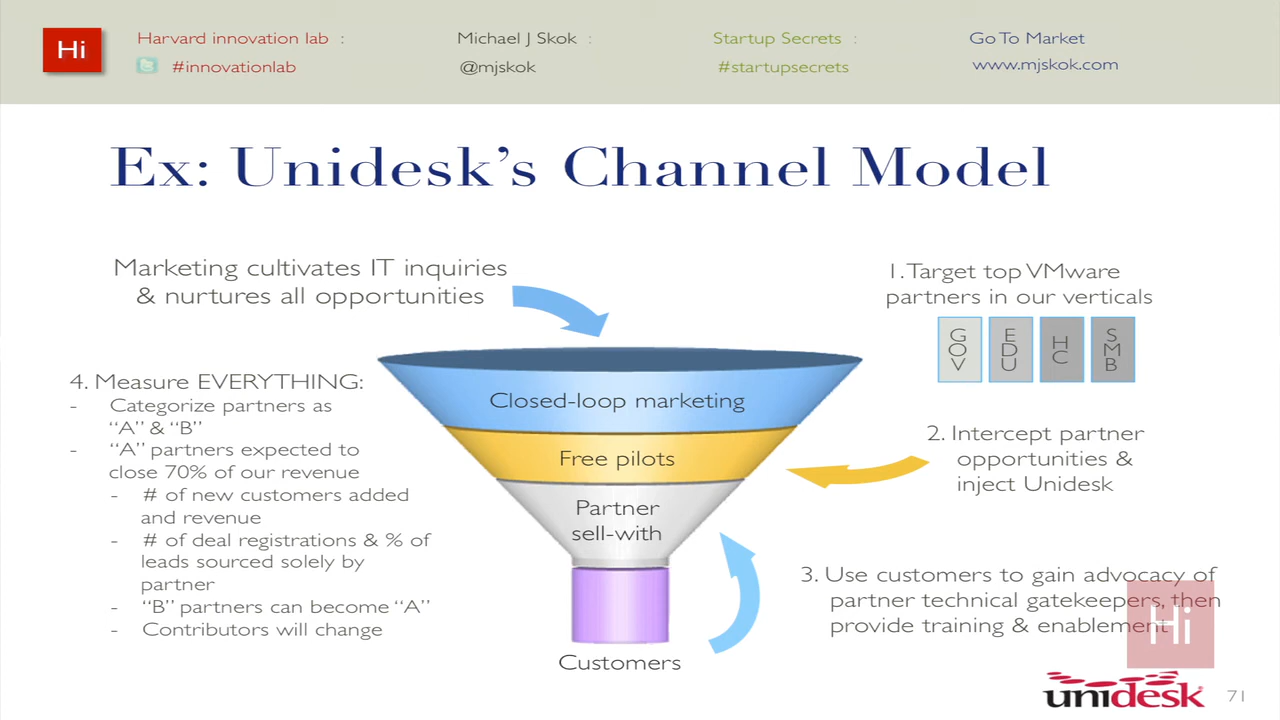 Hi
Harvard innovation lab :
#innovationlab
Michael J Skok :
@mjskok
Startup Secrets :
#startupsecrets
Go To Market
www.mjskok.com
Ex: Unidesk's Channel Model
Marketing cultivates IT inquiries
& nurtures all opportunities
1. Target top VMware
partners in our verticals
GOV
EDU
HC
SMB
4. Measure EVERYTHING:
- Categorize partners as
"A" & "B"
- "A" partners expected to
close 70% of our revenue
- # of new customers added
and revenue
- # of deal registrations & % of
leads sourced solely by
partner
- "B" partners can become "A"
- Contributors will change
Closed-loop marketing
Free pilots
Partner
sell-with
Customers
2. Intercept partner
opportunities &
inject Unidesk
3. Use customers to gain advocacy of
partner technical gatekeepers, then
provide training & enablement
Hi
unidesk
71